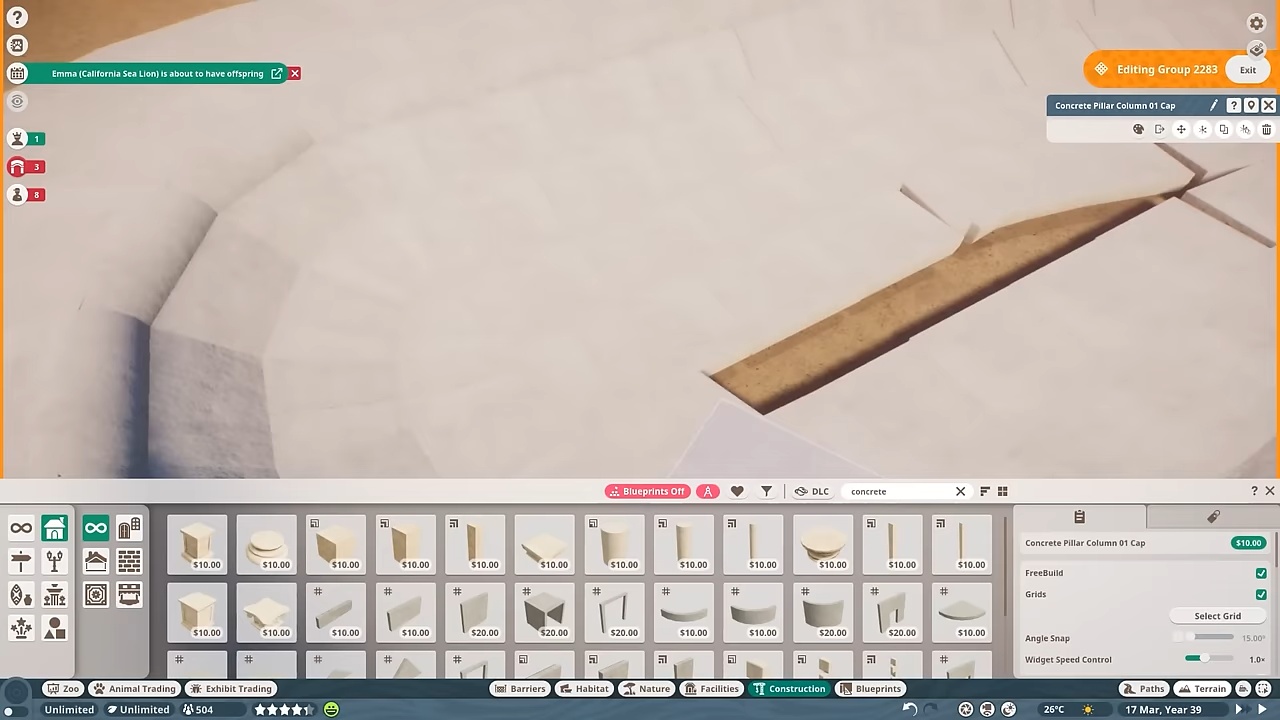 Emma (California Sea Lion) is about to have offspring
Editing Group 2283
Exit
Concrete Pillar Column 01 Cap
1
3
8
Blueprints Off
DLC
concrete
$10.00 $10.00 $10.00 $10.00 $10.00 $10.00 $10.00 $10.00 $10.00 $10.00 $10.00 $10.00
$10.00 $10.00 $10.00 $10.00 $20.00 $20.00 $20.00 $10.00 $10.00 $20.00 $20.00 $10.00
Concrete Pillar Column 01 Cap
$10.00
FreeBuild
Grids
Select Grid
Angle Snap
15.00°
Widget Speed Control
1.0×
Zoo
Animal Trading
Exhibit Trading
Barriers
Habitat
Nature
Facilities
Construction
Blueprints
Paths
Terrain
Unlimited
Unlimited
504
26°C
17 Mar, Year 39